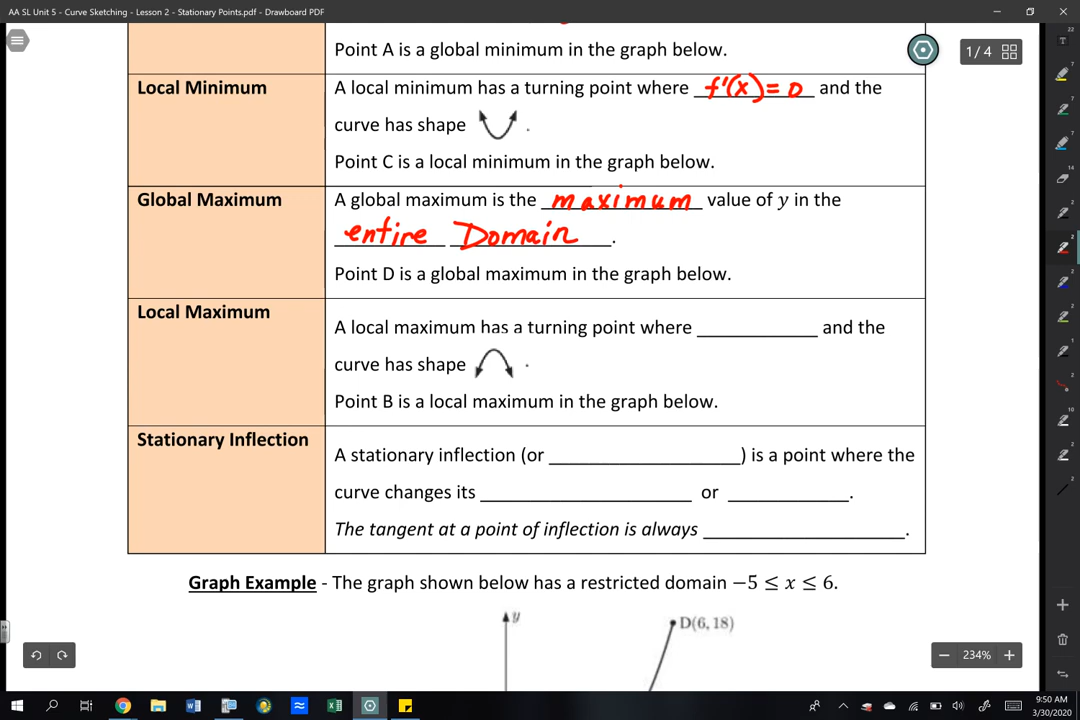 AA SL Unit 5 - Curve Sketching - Lesson 2 - Stationary Points.pdf - Drawboard PDF
1 / 4
Point A is a global minimum in the graph below.
Local Minimum
A local minimum has a turning point where f'(x)=0 and the
curve has shape .
Point C is a local minimum in the graph below.
Global Maximum
A global maximum is the maximum value of y in the
entire Domain.
Point D is a global maximum in the graph below.
Local Maximum
A local maximum has a turning point where ____________ and the
curve has shape .
Point B is a local maximum in the graph below.
Stationary Inflection
A stationary inflection (or ____________________) is a point where the
curve changes its ______________________ or ____________.
The tangent at a point of inflection is always ____________________.
Graph Example - The graph shown below has a restricted domain −5 ≤ x ≤ 6.
y
D(6, 18)
234%
9:50 AM
3/30/2020